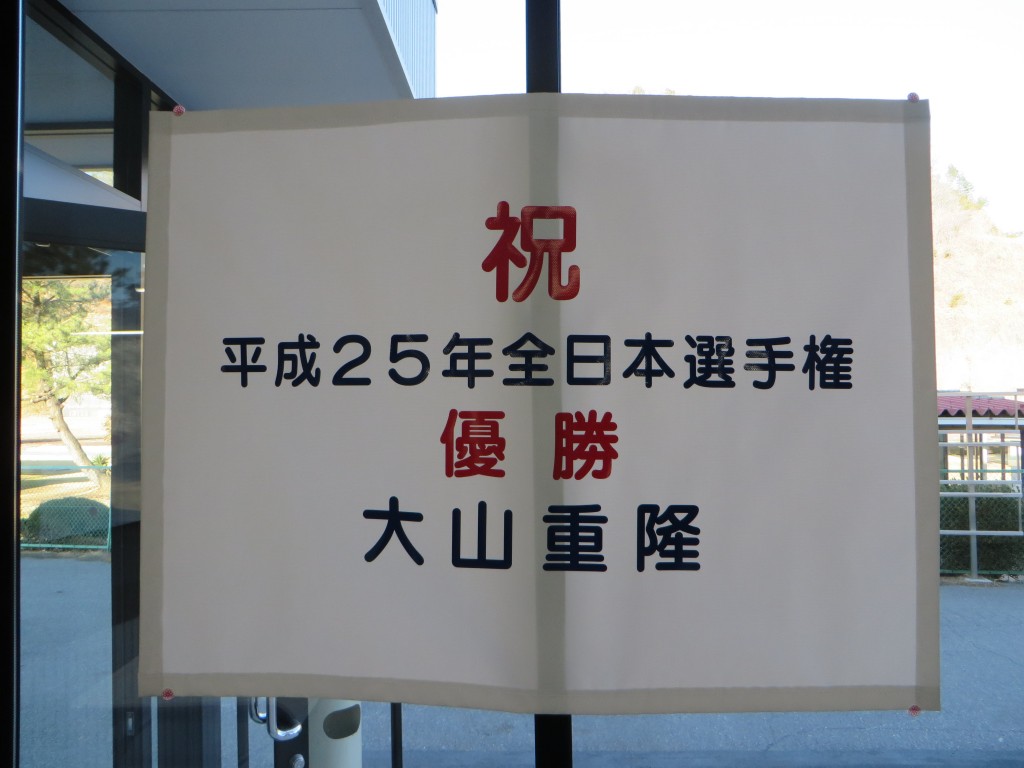 祝
平成２５年全日本選手権
優勝
大山重隆